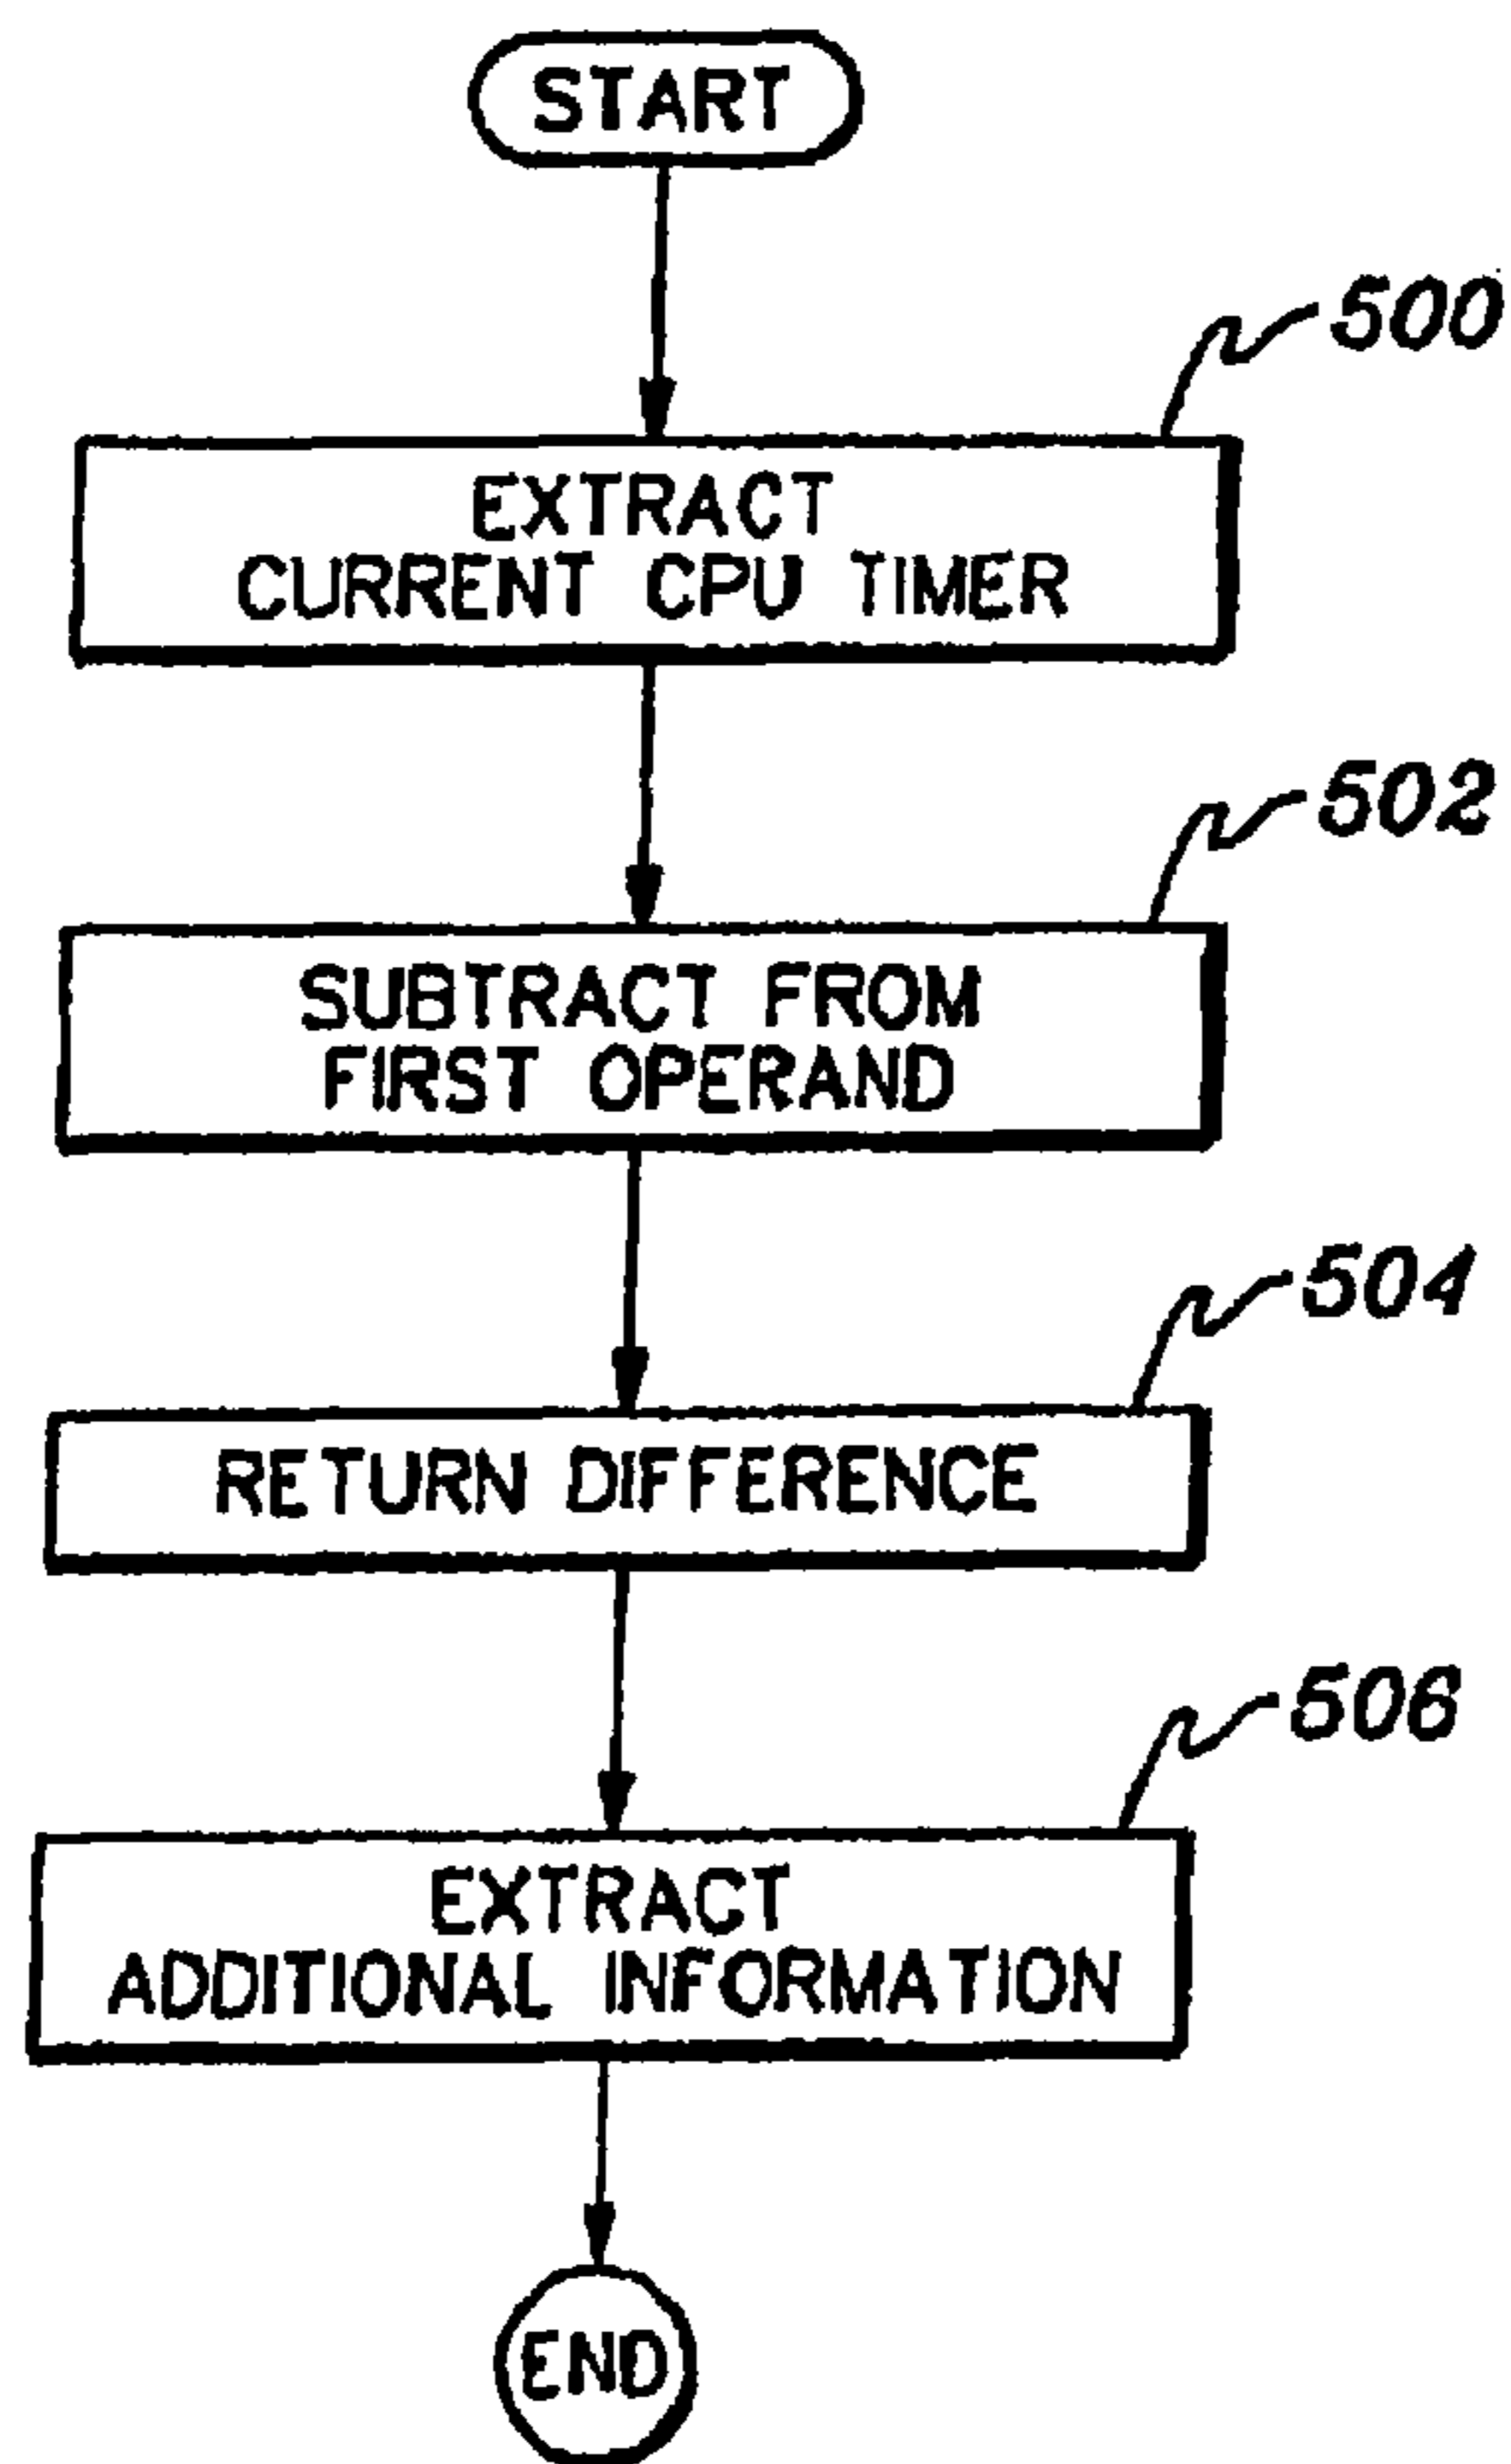 START
500
EXTRACT
CURRENT CPU TIMER
502
SUBTRACT FROM
FIRST OPERAND
504
RETURN DIFFERENCE
506
EXTRACT
ADDITIONAL INFORMATION
END